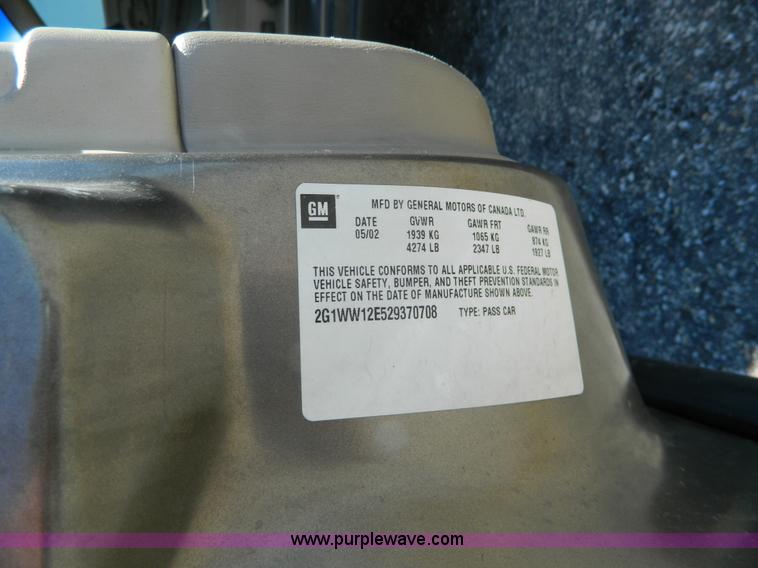 GM
MFD BY GENERAL MOTORS OF CANADA LTD.
DATE GVWR GAWR FRT GAWR RR
05/02 1939 KG 1065 KG 874 KG
4274 LB 2347 LB 1927 LB
THIS VEHICLE CONFORMS TO ALL APPLICABLE U.S. FEDERAL MOTOR
VEHICLE SAFETY, BUMPER, AND THEFT PREVENTION STANDARDS IN
EFFECT ON THE DATE OF MANUFACTURE SHOWN ABOVE.
2G1WW12E529370708 TYPE: PASS CAR
www.purplewave.com